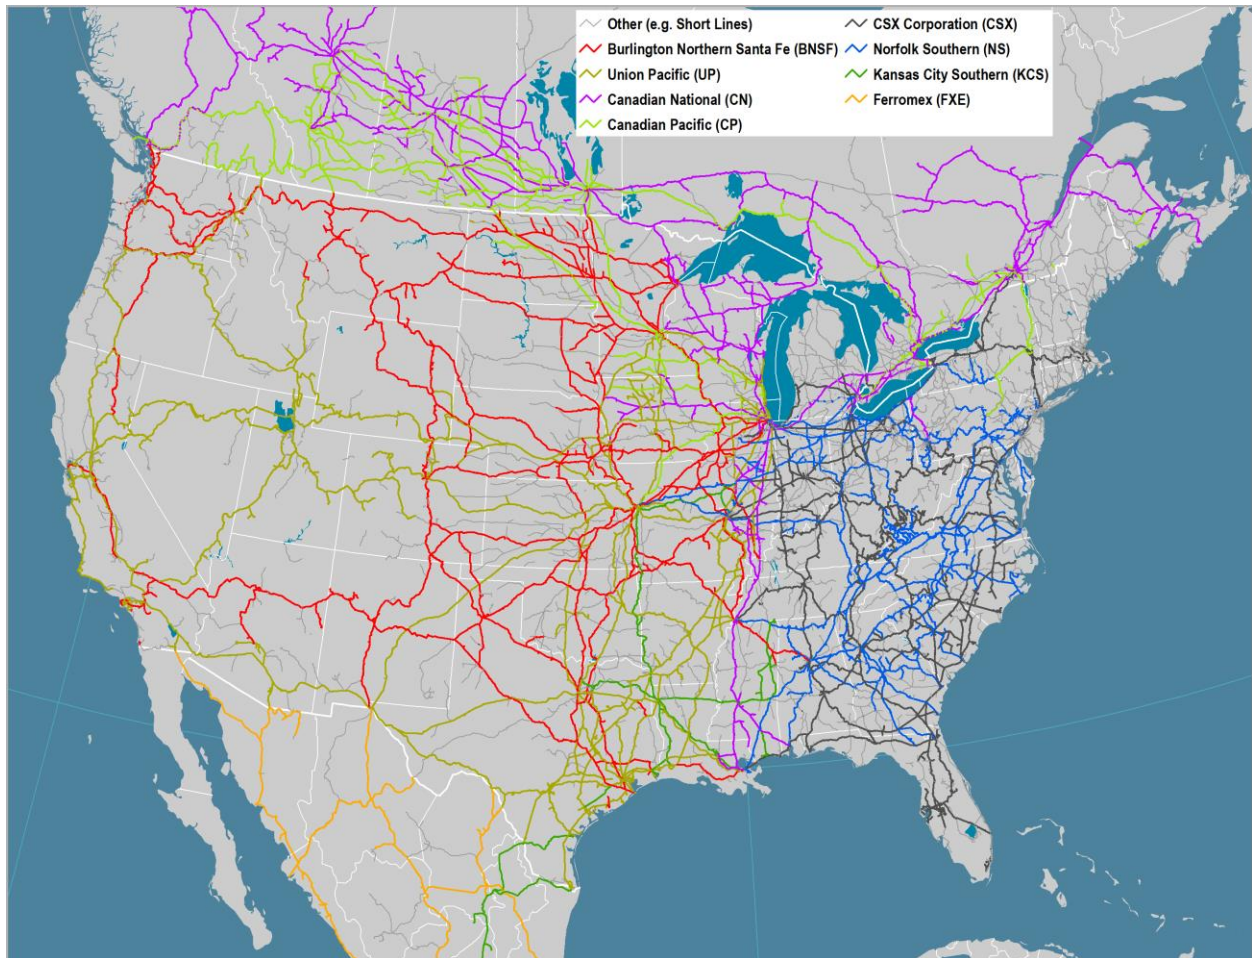 Other (e.g. Short Lines)
Burlington Northern Santa Fe (BNSF)
Union Pacific (UP)
Canadian National (CN)
Canadian Pacific (CP)
CSX Corporation (CSX)
Norfolk Southern (NS)
Kansas City Southern (KCS)
Ferromex (FXE)